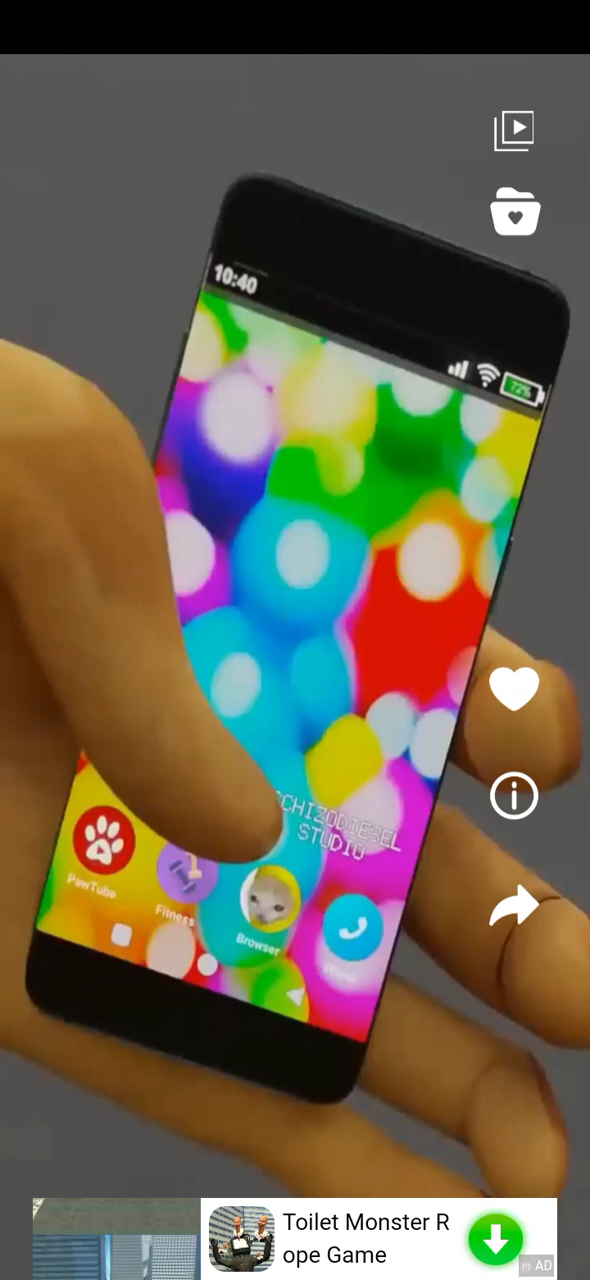 10:40
72%
SCHIZODIESEL
STUDIO
PawTube
Fitness
Browser
Toilet Monster R
ope Game
AD